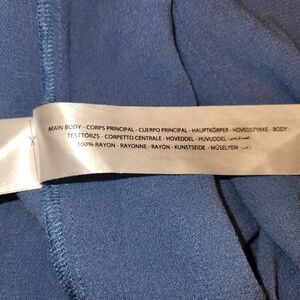 MAIN BODY - CORPS PRINCIPAL - CUERPO PRINCIPAL - HAUPTKÖRPER - HOVEDSTYKKE - BODY -
TESTTÖRZS - CORPETTO CENTRALE - HOVEDDEL - HUVUDDEL -
100% RAYON - RAYONNE - RAYÓN - KUNSTSEIDE - MŰSELYEM -